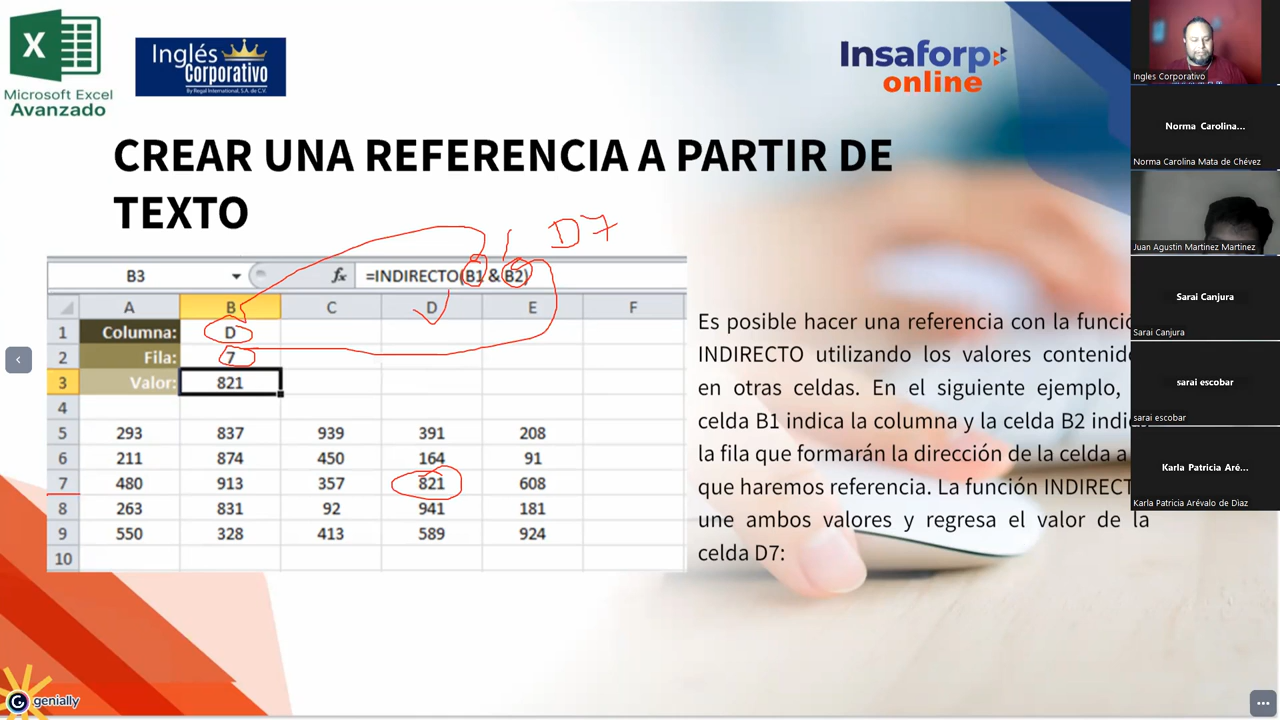 Microsoft Excel
Avanzado
Inglés
Corporativo
By Regal International, S.A. de C.V.
Insaforp
online
CREAR UNA REFERENCIA A PARTIR DE
TEXTO
D7
B3 fx =INDIRECTO(B1 & B2)
A B C D E F
1 Columna: D
2 Fila: 7
3 Valor: 821
4
5 293 837 939 391 208
6 211 874 450 164 91
7 480 913 357 821 608
8 263 831 92 941 181
9 550 328 413 589 924
10
Es posible hacer una referencia con la funció
INDIRECTO utilizando los valores contenid
en otras celdas. En el siguiente ejemplo,
celda B1 indica la columna y la celda B2 indic
la fila que formarán la dirección de la celda a
que haremos referencia. La función INDIRECT
une ambos valores y regresa el valor de la
celda D7:
Ingles Corporativo
Norma Carolina...
Norma Carolina Mata de Chévez
Juan Agustin Martinez Martinez
Sarai Canjura
Sarai Canjura
sarai escobar
sarai escobar
Karla Patricia Aré...
Karla Patricia Arévalo de Dìaz
genially